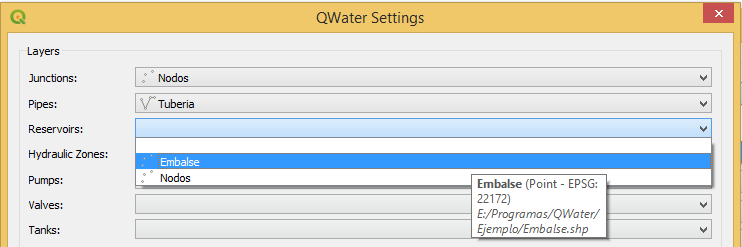 QWater Settings
Layers
Junctions:
Nodos
Pipes:
Tuberia
Reservoirs:
Hydraulic Zones:
Embalse
Nodos
Pumps:
Embalse (Point - EPSG:
22172)
E:/Programas/QWater/
Ejemplo/Embalse.shp
Valves:
Tanks: